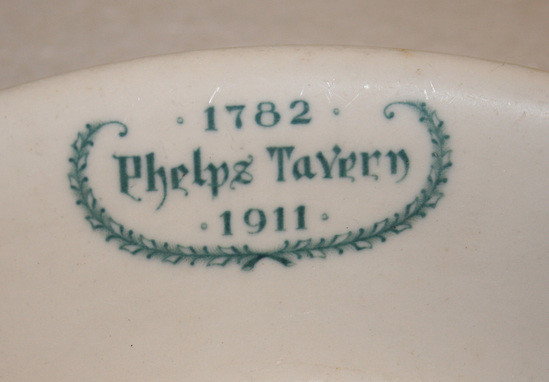 · 1782 ·
Phelps Tavern
· 1911 ·